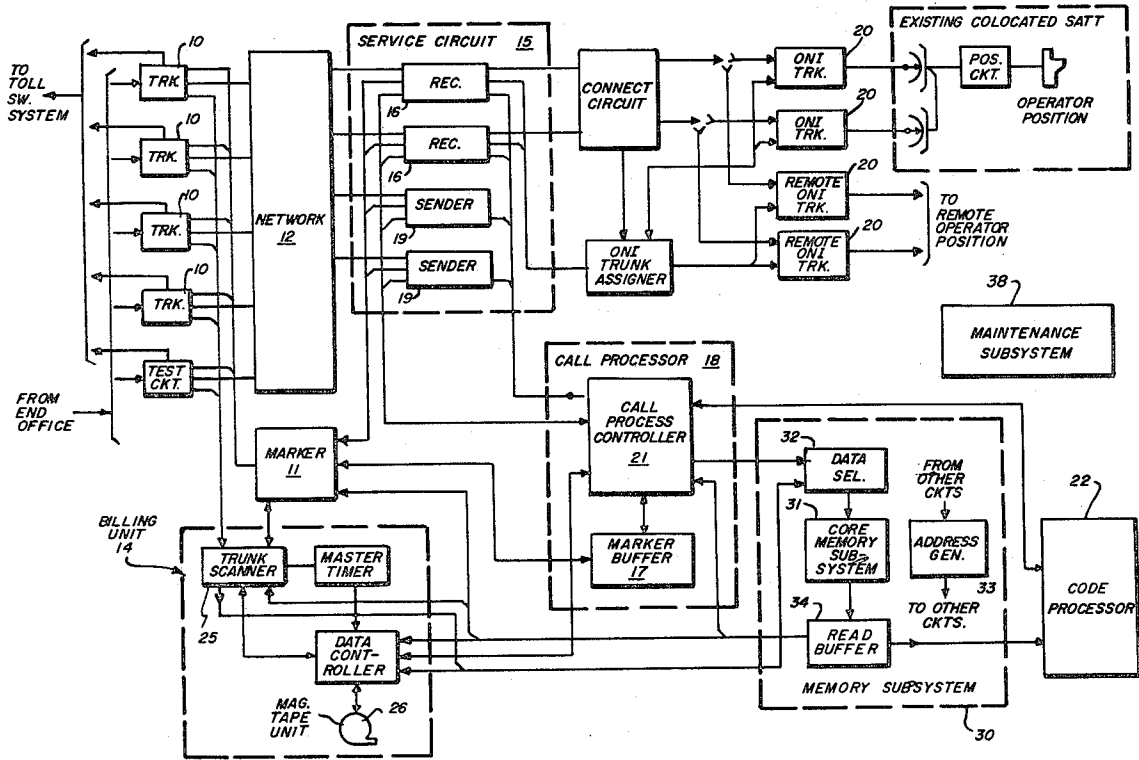 TO
TOLL
SW.
SYSTEM
FROM
END
OFFICE
10
TRK.
10
TRK.
10
TRK.
10
TRK.
TEST
CKT.
NETWORK
12
SERVICE CIRCUIT 15
REC.
16
REC.
16
SENDER
19
SENDER
19
CONNECT
CIRCUIT
ONI
TRUNK
ASSIGNER
20
ONI
TRK.
20
ONI
TRK.
20
REMOTE
ONI
TRK.
20
REMOTE
ONI
TRK.
EXISTING COLOCATED SATT
POS.
CKT.
OPERATOR
POSITION
TO
REMOTE
OPERATOR
POSITION
38
MAINTENANCE
SUBSYSTEM
MARKER
11
CALL PROCESSOR 18
CALL
PROCESS
CONTROLLER
21
MARKER
BUFFER
17
BILLING
UNIT
14
TRUNK
SCANNER
25
MASTER
TIMER
DATA
CONT-
ROLLER
MAG.
TAPE
UNIT
26
32
DATA
SEL.
31
CORE
MEMORY
SUB-
SYSTEM
34
READ
BUFFER
FROM
OTHER
CKTS
ADDRESS
GEN.
33
TO OTHER
CKTS.
MEMORY SUBSYSTEM
30
22
CODE
PROCESSOR